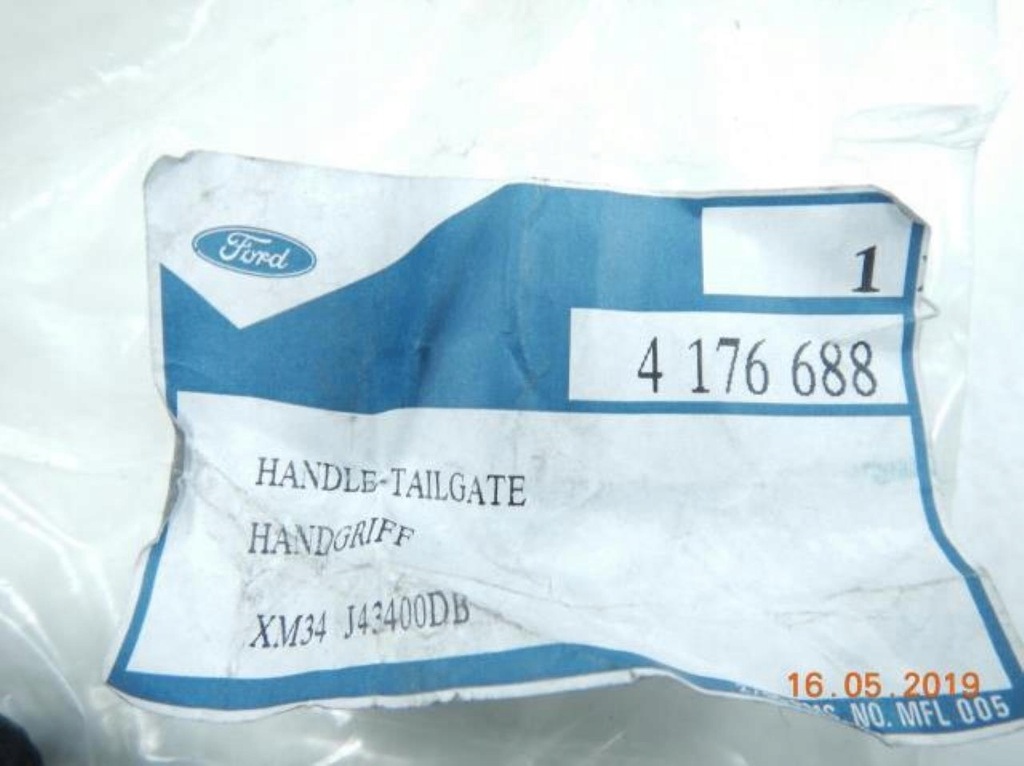 Ford
1
4 176 688
HANDLE-TAILGATE
HANDGRIFF
XM34 J43400DB
16.05.2019
NO. MFL 005